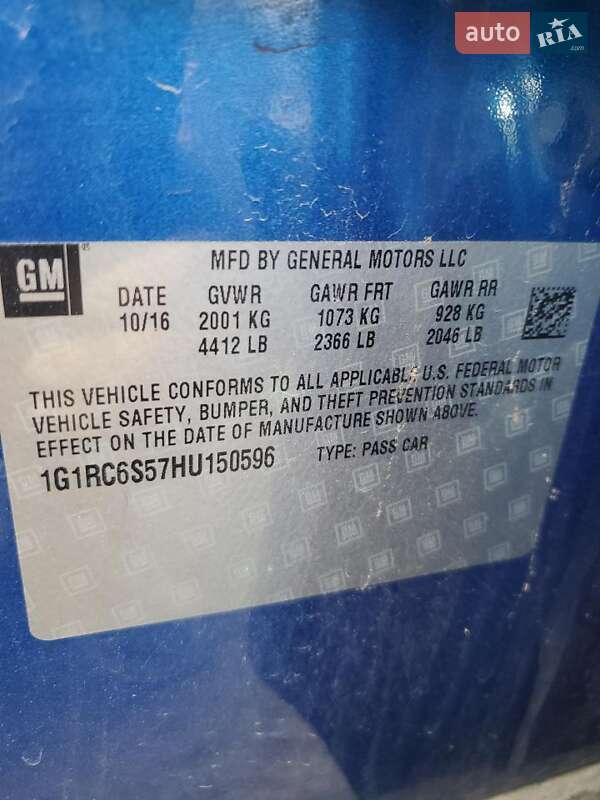 auto RIA.com
GM
MFD BY GENERAL MOTORS LLC
DATE GVWR GAWR FRT GAWR RR
10/16 2001 KG 1073 KG 928 KG
4412 LB 2366 LB 2046 LB
THIS VEHICLE CONFORMS TO ALL APPLICABLE U.S. FEDERAL MOTOR
VEHICLE SAFETY, BUMPER, AND THEFT PREVENTION STANDARDS IN
EFFECT ON THE DATE OF MANUFACTURE SHOWN ABOVE.
1G1RC6S57HU150596 TYPE: PASS CAR